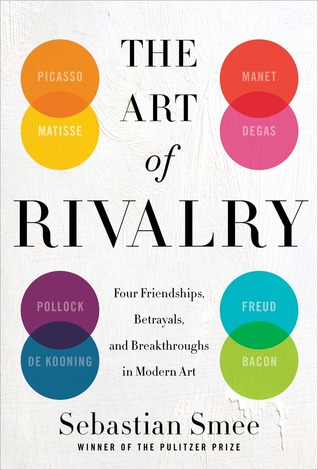 THE
ART
of
RIVALRY
PICASSO
MATISSE
MANET
DEGAS
POLLOCK
DE KOONING
Four Friendships,
Betrayals,
and Breakthroughs
in Modern Art
FREUD
BACON
Sebastian Smee
WINNER OF THE PULITZER PRIZE